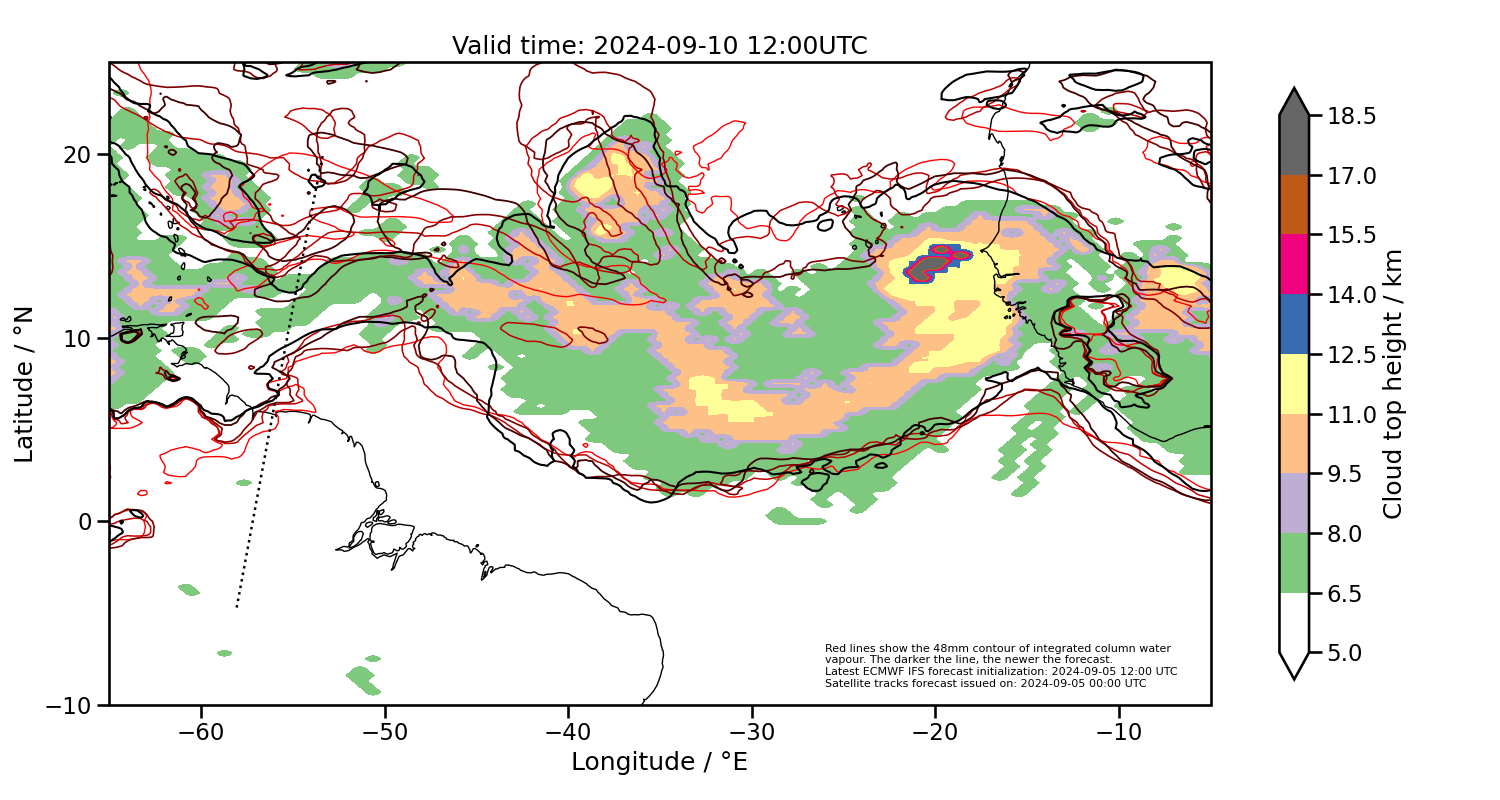 Valid time: 2024-09-10 12:00UTC
20
10
0
−10
Latitude / °N
−60
−50
−40
−30
−20
−10
Longitude / °E
Red lines show the 48mm contour of integrated column water
vapour. The darker the line, the newer the forecast.
Latest ECMWF IFS forecast initialization: 2024-09-05 12:00 UTC
Satellite tracks forecast issued on: 2024-09-05 00:00 UTC
18.5
17.0
15.5
14.0
12.5
11.0
9.5
8.0
6.5
5.0
Cloud top height / km